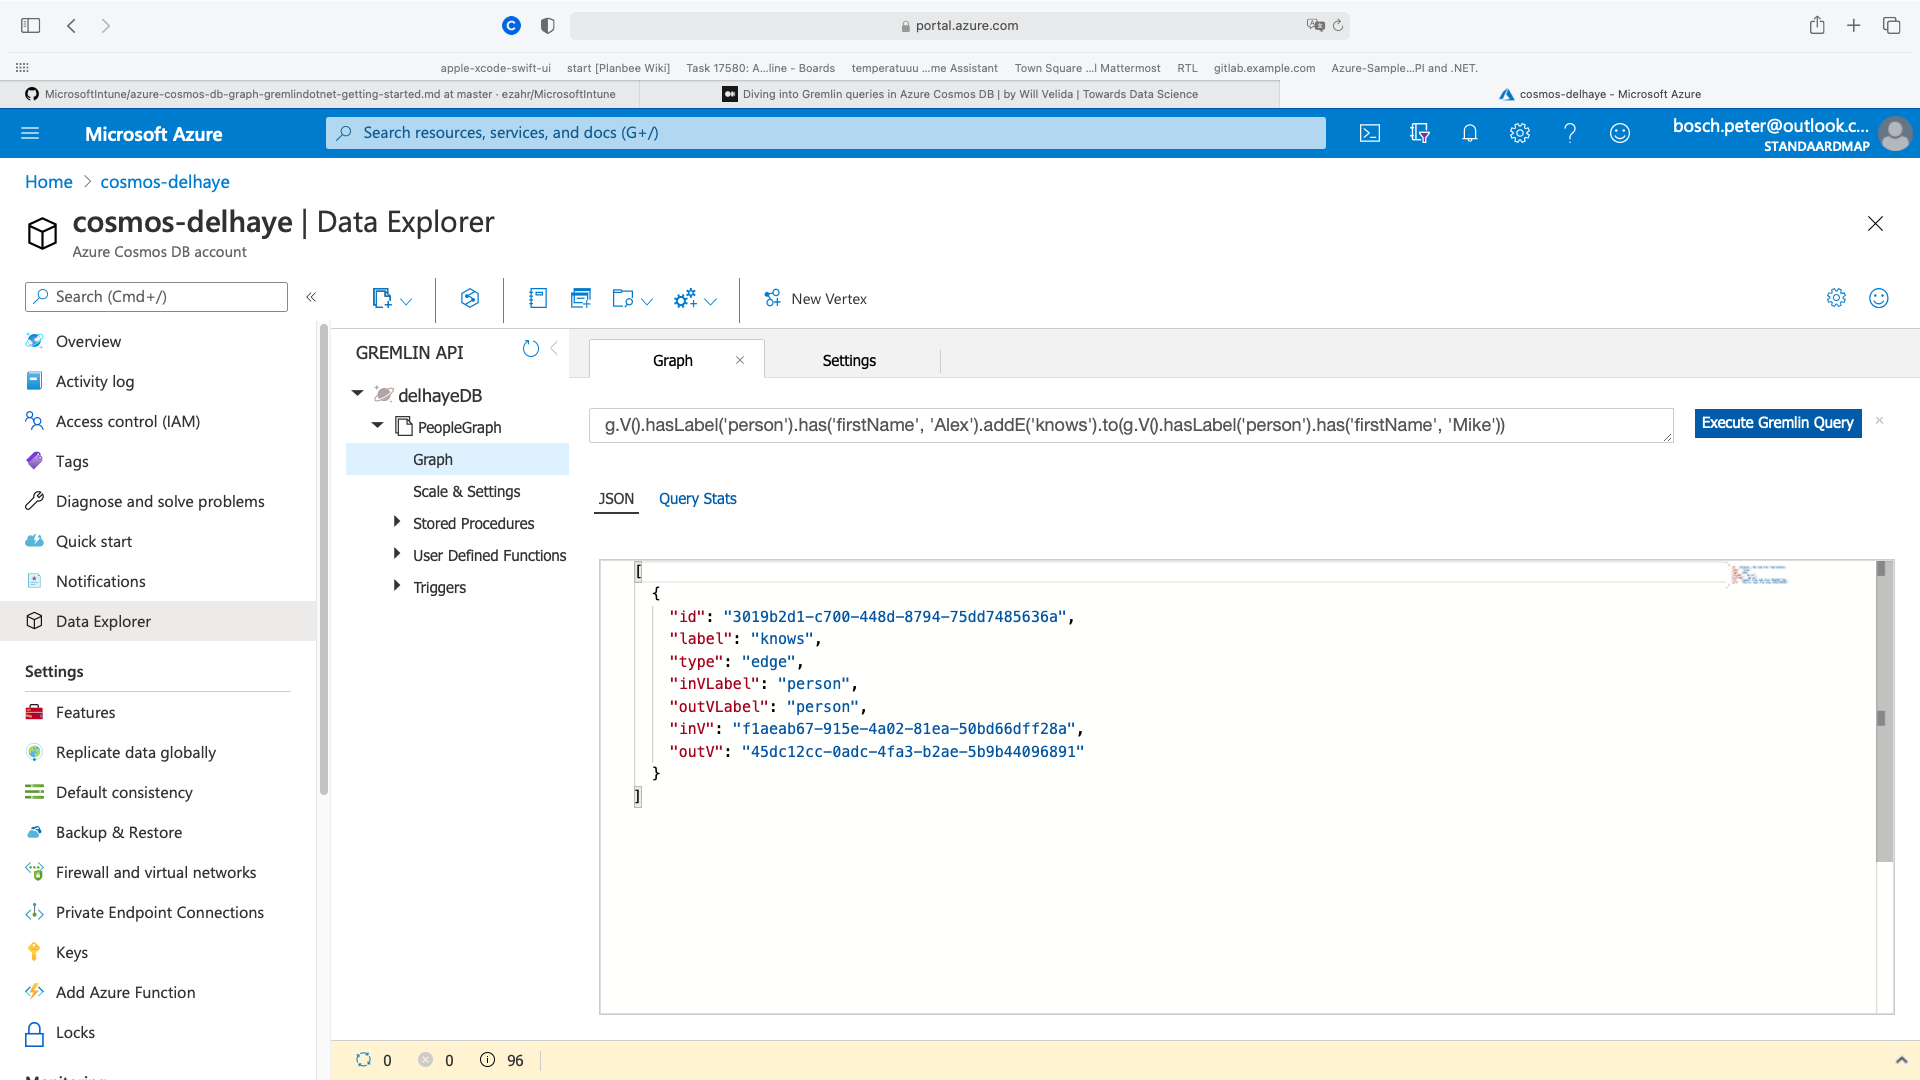 portal.azure.com
apple-xcode-swift-ui start [Planbee Wiki] Task 17580: A...line - Boards temperatuuu ...me Assistant Town Square ...l Mattermost RTL gitlab.example.com Azure-Sample...PI and .NET.
MicrosoftIntune/azure-cosmos-db-graph-gremlindotnet-getting-started.md at master · ezahr/MicrosoftIntune
Diving into Gremlin queries in Azure Cosmos DB | by Will Velida | Towards Data Science
cosmos-delhaye - Microsoft Azure
Microsoft Azure
Search resources, services, and docs (G+/)
bosch.peter@outlook.c...
STANDAARDMAP
Home > cosmos-delhaye
cosmos-delhaye | Data Explorer
Azure Cosmos DB account
Search (Cmd+/)
«
New Vertex
Overview
Activity log
Access control (IAM)
Tags
Diagnose and solve problems
Quick start
Notifications
Data Explorer
Settings
Features
Replicate data globally
Default consistency
Backup & Restore
Firewall and virtual networks
Private Endpoint Connections
Keys
Add Azure Function
Locks
GREMLIN API
delhayeDB
PeopleGraph
Graph
Scale & Settings
Stored Procedures
User Defined Functions
Triggers
Graph
Settings
g.V().hasLabel('person').has('firstName', 'Alex').addE('knows').to(g.V().hasLabel('person').has('firstName', 'Mike'))
Execute Gremlin Query
JSON Query Stats
[
{
"id": "3019b2d1-c700-448d-8794-75dd7485636a",
"label": "knows",
"type": "edge",
"inVLabel": "person",
"outVLabel": "person",
"inV": "f1aeab67-915e-4a02-81ea-50bd66dff28a",
"outV": "45dc12cc-0adc-4fa3-b2ae-5b9b44096891"
}
]
0 0 96